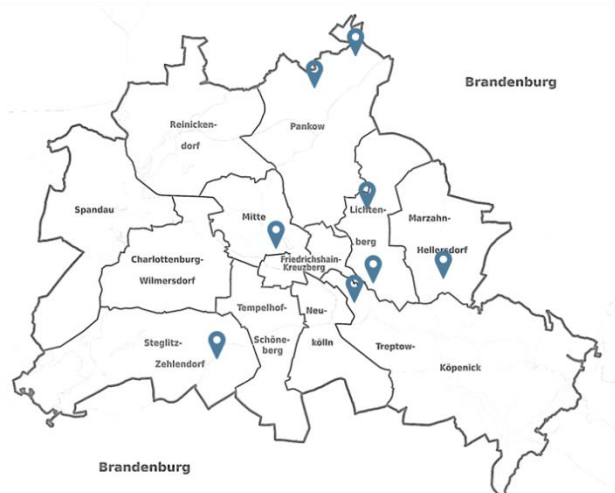 Brandenburg
Reinicken-
dorf
Pankow
Spandau
Mitte
Lichten-
berg
Marzahn-
Hellersdorf
Charlottenburg-
Wilmersdorf
Friedrichshain-
Kreuzberg
Tempelhof-
Schöne-
berg
Neu-
kölln
Steglitz-
Zehlendorf
Treptow-
Köpenick
Brandenburg